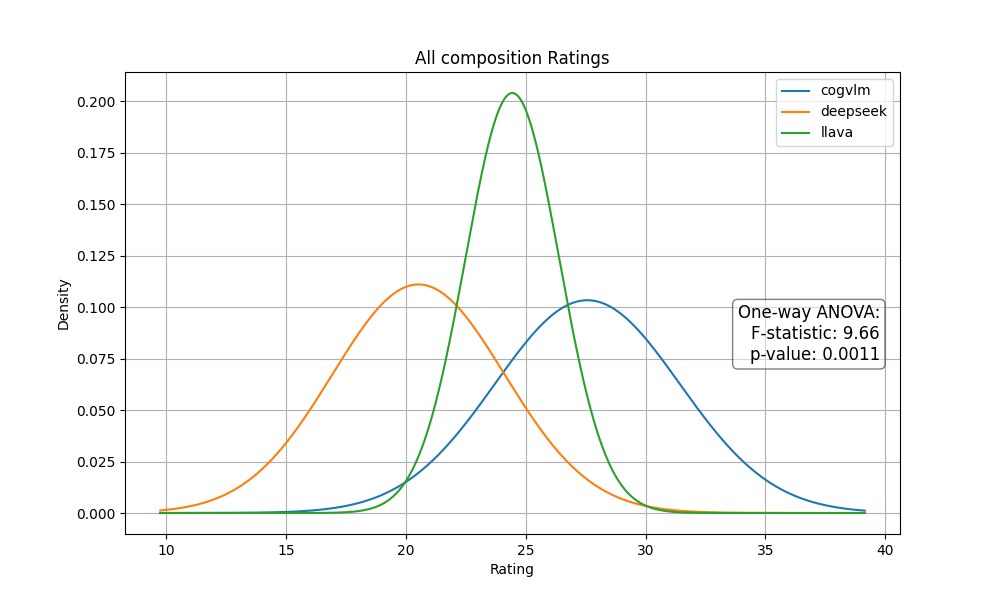 All composition Ratings
cogvlm
deepseek
llava
One-way ANOVA:
F-statistic: 9.66
p-value: 0.0011
Density
0.200
0.175
0.150
0.125
0.100
0.075
0.050
0.025
0.000
10 15 20 25 30 35 40
Rating